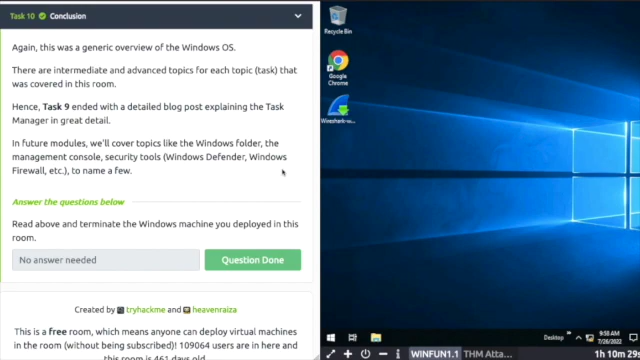 Task 10 Conclusion
Again, this was a generic overview of the Windows OS.
There are intermediate and advanced topics for each topic (task) that
was covered in this room.
Hence, Task 9 ended with a detailed blog post explaining the Task
Manager in great detail.
In future modules, we'll cover topics like the Windows folder, the
management console, security tools (Windows Defender, Windows
Firewall, etc.), to name a few.
Answer the questions below
Read above and terminate the Windows machine you deployed in this
room.
No answer needed
Question Done
Created by tryhackme and heavenraiza
This is a free room, which means anyone can deploy virtual machines
in the room (without being subscribed)! 109064 users are in here and
this room is 461 days old.
Recycle Bin
Google
Chrome
Wireshark-w...
Desktop
9:58 AM
7/26/2022
WINFUN1.1
THM Atta...
1h 10m 29